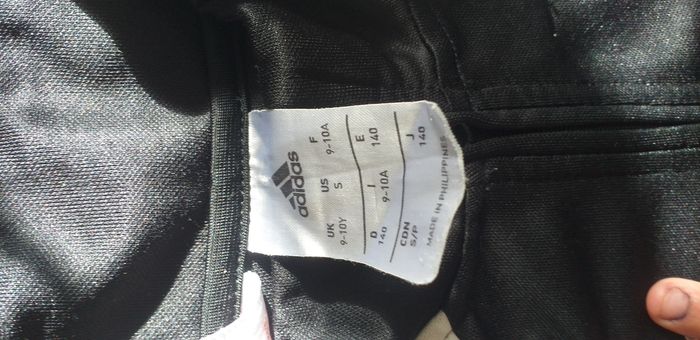 adidas
UK US F
9-10Y S 9-10A
D I E
140 9-10A 140
CDN J
S/P 140
MADE IN PHILIPPINES